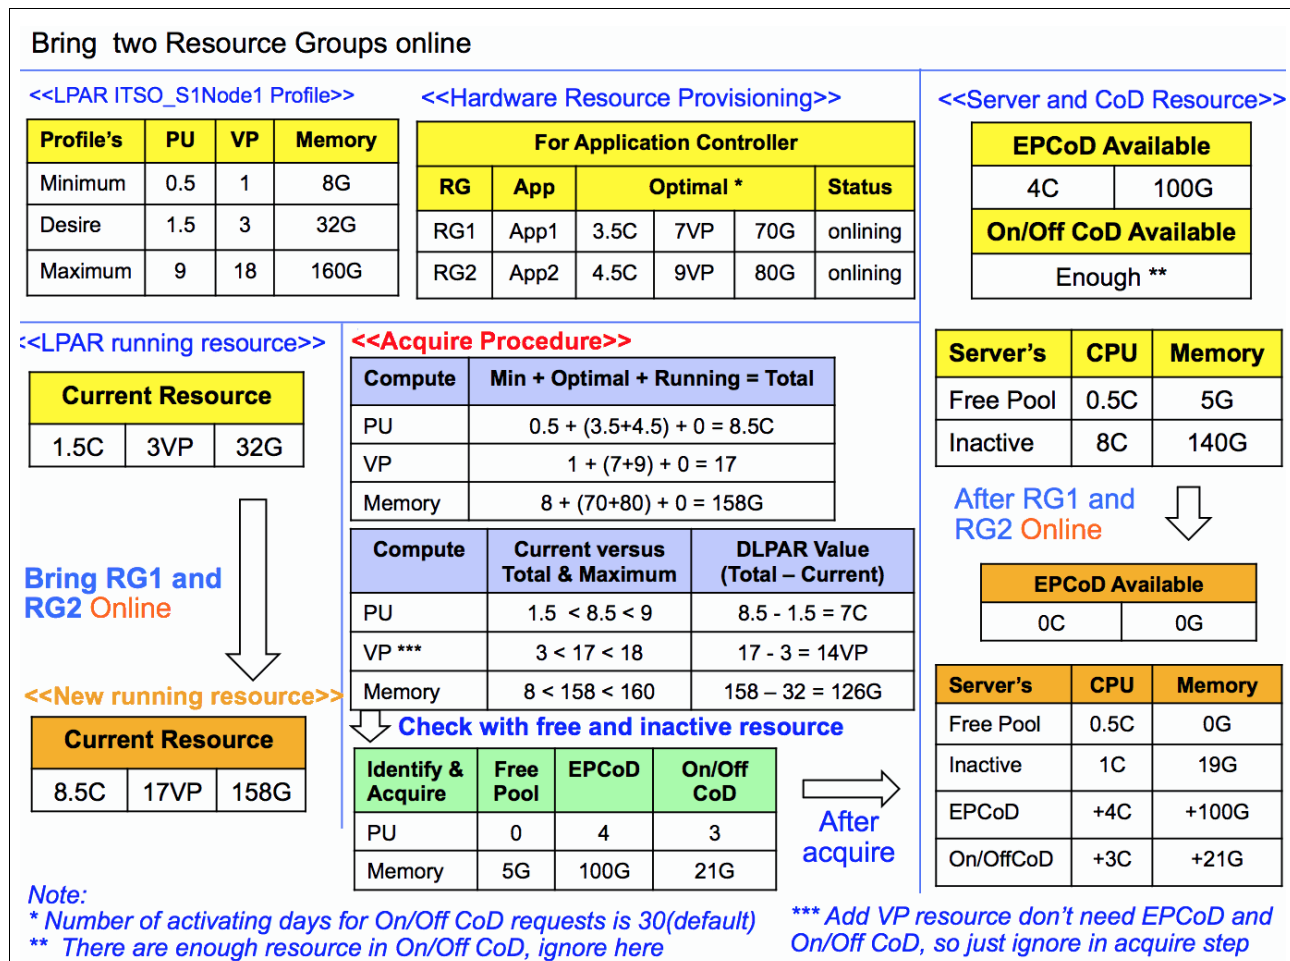 Bring two Resource Groups online
<<LPAR ITSO_S1Node1 Profile>>
Profile's PU VP Memory
Minimum 0.5 1 8G
Desire 1.5 3 32G
Maximum 9 18 160G
<<Hardware Resource Provisioning>>
For Application Controller
RG App Optimal * Status
RG1 App1 3.5C 7VP 70G onlining
RG2 App2 4.5C 9VP 80G onlining
<<Server and CoD Resource>>
EPCoD Available
4C 100G
On/Off CoD Available
Enough **
<<LPAR running resource>>
Current Resource
1.5C 3VP 32G
Bring RG1 and
RG2 Online
<<New running resource>>
Current Resource
8.5C 17VP 158G
<<Acquire Procedure>>
Compute Min + Optimal + Running = Total
PU 0.5 + (3.5+4.5) + 0 = 8.5C
VP 1 + (7+9) + 0 = 17
Memory 8 + (70+80) + 0 = 158G
Compute Current versus DLPAR Value
Total & Maximum (Total – Current)
PU 1.5 < 8.5 < 9 8.5 - 1.5 = 7C
VP *** 3 < 17 < 18 17 - 3 = 14VP
Memory 8 < 158 < 160 158 – 32 = 126G
Check with free and inactive resource
Identify & Free EPCoD On/Off
Acquire Pool CoD
PU 0 4 3
Memory 5G 100G 21G
After
acquire
Server's CPU Memory
Free Pool 0.5C 5G
Inactive 8C 140G
After RG1 and
RG2 Online
EPCoD Available
0C 0G
Server's CPU Memory
Free Pool 0.5C 0G
Inactive 1C 19G
EPCoD +4C +100G
On/OffCoD +3C +21G
Note:
* Number of activating days for On/Off CoD requests is 30(default)
** There are enough resource in On/Off CoD, ignore here
*** Add VP resource don't need EPCoD and
On/Off CoD, so just ignore in acquire step